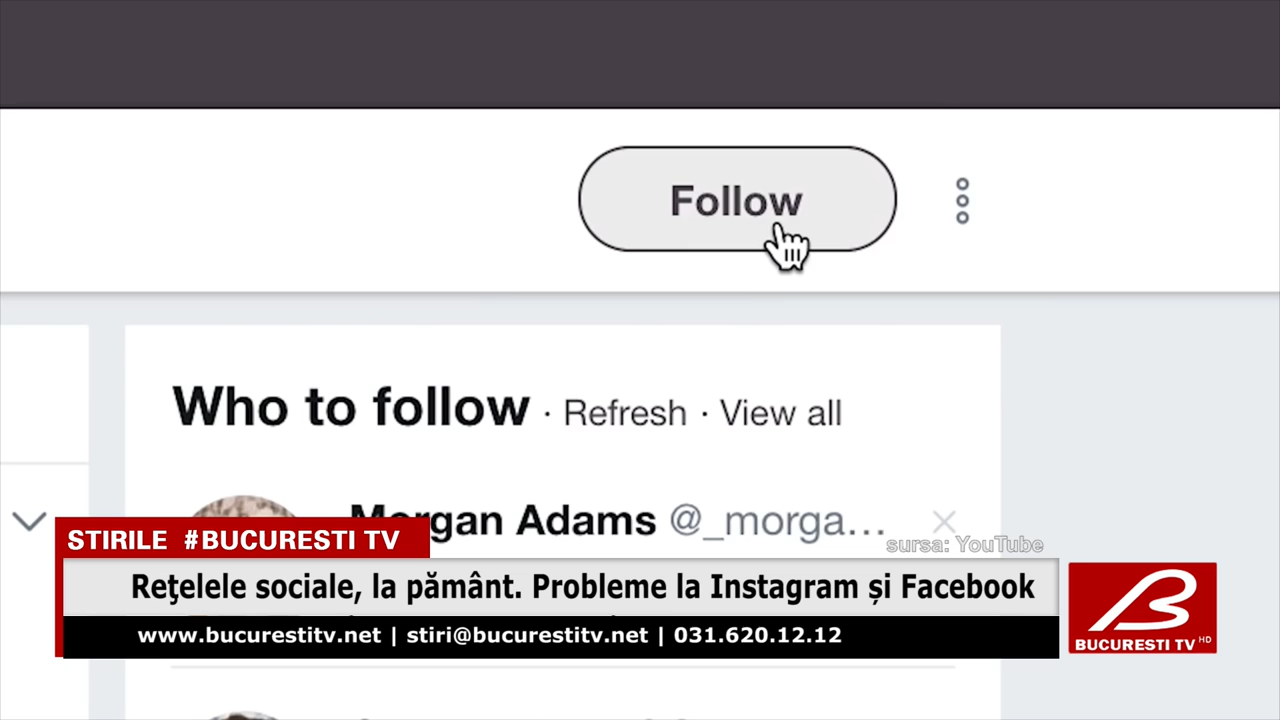 Follow
Who to follow · Refresh · View all
Morgan Adams @_morga...
sursa: YouTube
STIRILE #BUCURESTI TV
Reţelele sociale, la pământ. Probleme la Instagram și Facebook
www.bucurestitv.net | stiri@bucurestitv.net | 031.620.12.12
BUCURESTI TV HD